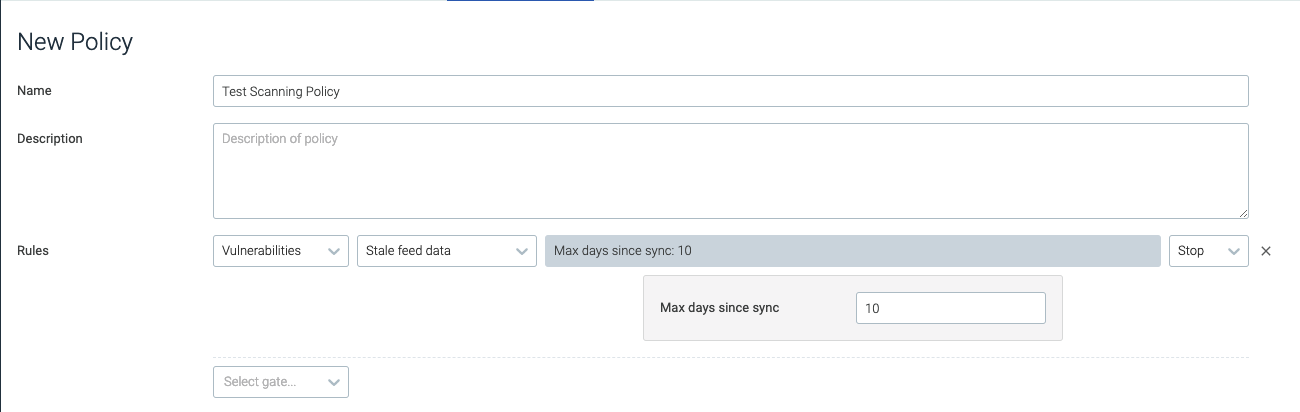 New Policy
Name
Test Scanning Policy
Description
Description of policy
Rules
Vulnerabilities
Stale feed data
Max days since sync: 10
Stop
Max days since sync
10
Select gate...